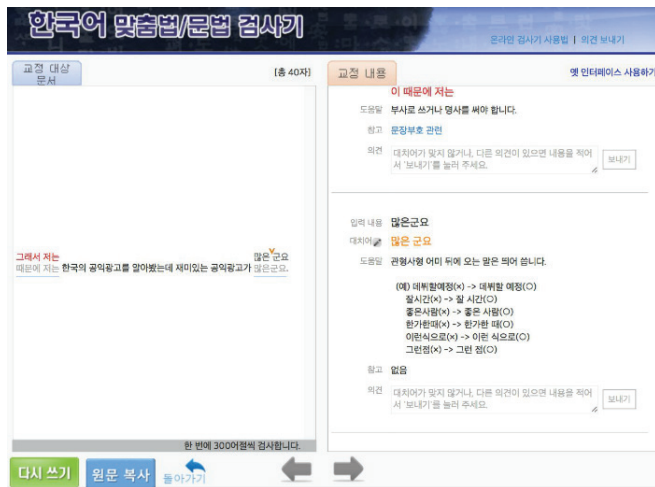 한국어 맞춤법/문법 검사기
온라인 검사기 사용법 | 의견 보내기
교정 대상
문서
[총 40자]
그래서 저는
많은 군요
때문에 저는 한국의 공익광고를 알아봤는데 재미있는 공익광고가 많은군요.
한 번에 300어절씩 검사합니다.
교정 내용
옛 인터페이스 사용하기
이 때문에 저는
도움말 부사로 쓰거나 명사를 써야 합니다.
참고 문장부호 관련
의견 대치어가 맞지 않거나, 다른 의견이 있으면 내용을 적어
서 '보내기'를 눌러 주세요.
보내기
입력 내용 많은군요
대치어 많은 군요
도움말 관형사형 어미 뒤에 오는 말은 띄어 씁니다.
(예) 데뷔할예정(×) -> 데뷔할 예정(○)
잘시간(×) -> 잘 시간(○)
좋은사람(×) -> 좋은 사람(○)
한가한때(×) -> 한가한 때(○)
이런식으로(×) -> 이런 식으로(○)
그런점(×) -> 그런 점(○)
참고 없음
의견 대치어가 맞지 않거나, 다른 의견이 있으면 내용을 적어
서 '보내기'를 눌러 주세요.
보내기
다시 쓰기
원문 복사
돌아가기